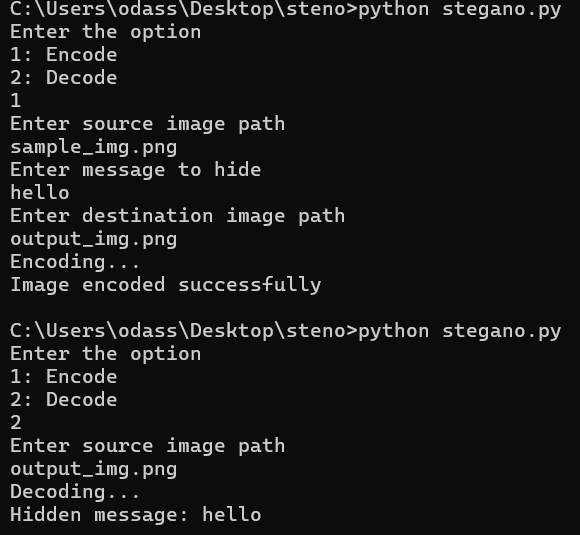 C:\Users\odass\Desktop\steno>python stegano.py
Enter the option
1: Encode
2: Decode
1
Enter source image path
sample_img.png
Enter message to hide
hello
Enter destination image path
output_img.png
Encoding...
Image encoded successfully
C:\Users\odass\Desktop\steno>python stegano.py
Enter the option
1: Encode
2: Decode
2
Enter source image path
output_img.png
Decoding...
Hidden message: hello